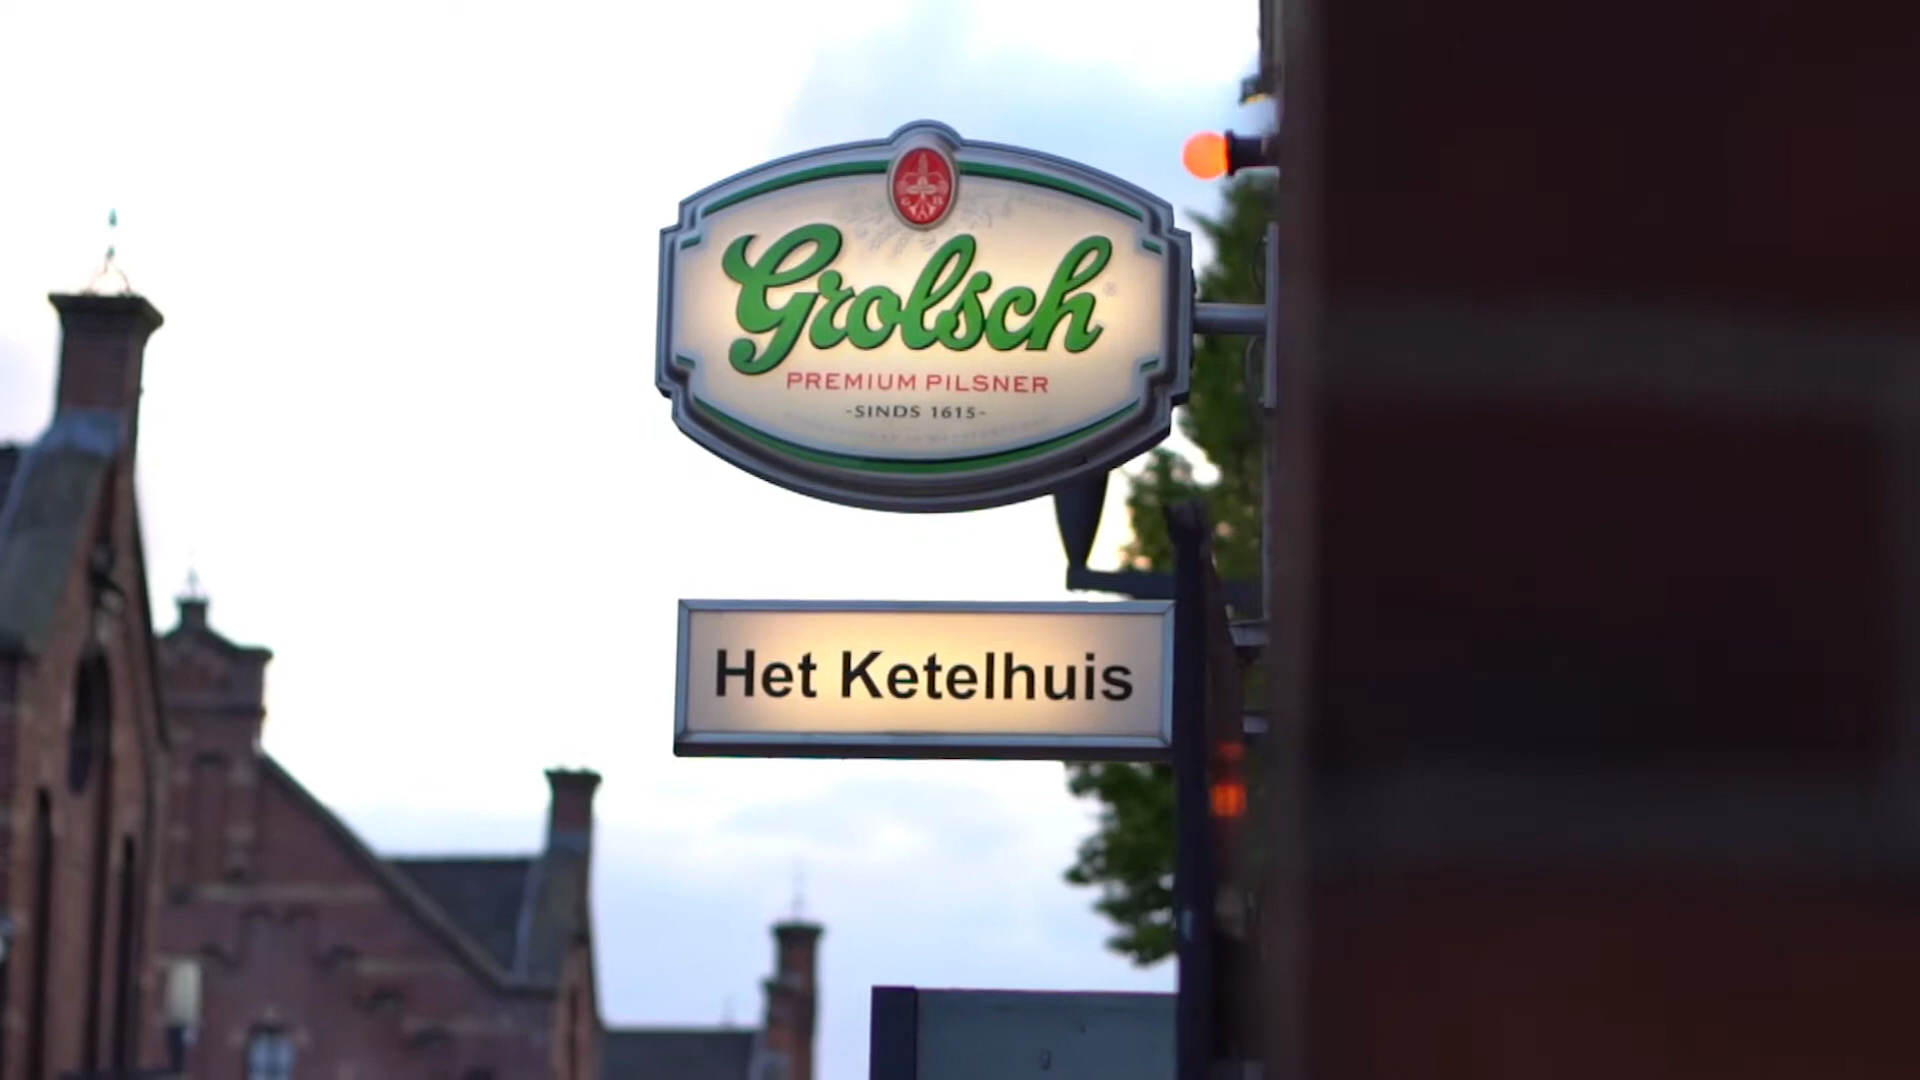 Grolsch
PREMIUM PILSNER
-SINDS 1615-
Het Ketelhuis